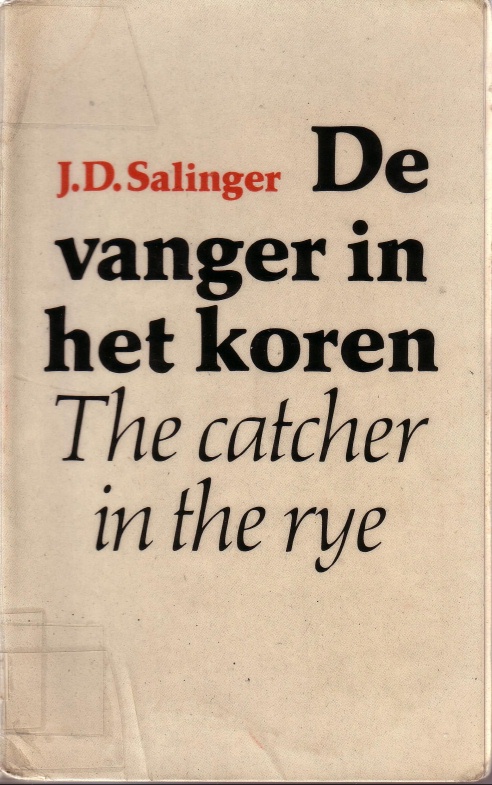 J.D. Salinger De
vanger in
het koren
The catcher
in the rye